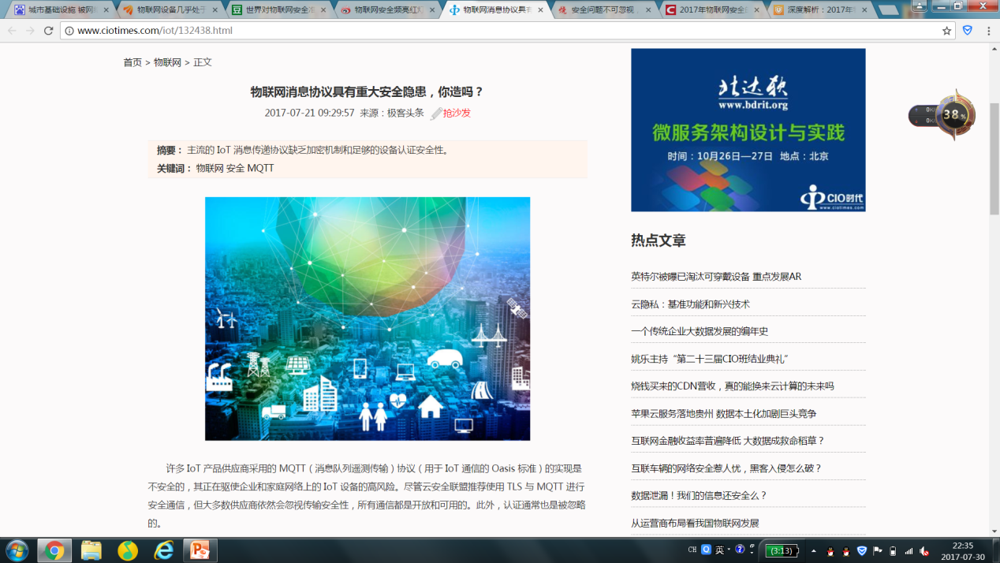 城市基础设施 被网
物联网设备几乎处于
世界对物联网安全
物联网安全频亮红
物联网消息协议具有
安全问题不可忽视
2017年物联网安全
深度解析：2017年
www.ciotimes.com/iot/132438.html
首页 > 物联网 > 正文
物联网消息协议具有重大安全隐患，你造吗？
2017-07-21 09:29:57 来源：极客头条 抢沙发
摘要： 主流的 IoT 消息传递协议缺乏加密机制和足够的设备认证安全性。
关键词： 物联网 安全 MQTT
许多 IoT 产品供应商采用的 MQTT（消息队列遥测传输）协议（用于 IoT 通信的 Oasis 标准）的实现是
不安全的，其正在驱使企业和家庭网络上的 IoT 设备的高风险。尽管云安全联盟推荐使用 TLS 与 MQTT 进行
安全通信，但大多数供应商依然会忽视传输安全性，所有通信都是开放和可用的。此外，认证通常也是被忽略
的。
北达软
www.bdrit.org
微服务架构设计与实践
时间：10月26日—27日 地点：北京
CIO时代
www.ciotimes.com
热点文章
英特尔被曝已淘汰可穿戴设备 重点发展AR
云隐私：基准功能和新兴技术
一个传统企业大数据发展的编年史
姚乐主持“第二十三届CIO班结业典礼”
烧钱买来的CDN营收，真的能换来云计算的未来吗
苹果云服务落地贵州 数据本土化加剧巨头竞争
互联网金融收益率普遍降低 大数据成救命稻草？
互联车辆的网络安全惹人忧，黑客入侵怎么破？
数据泄漏！我们的信息还安全么？
从运营商布局看我国物联网发展
38%
CH 英
(3:13)
22:35
2017-07-30